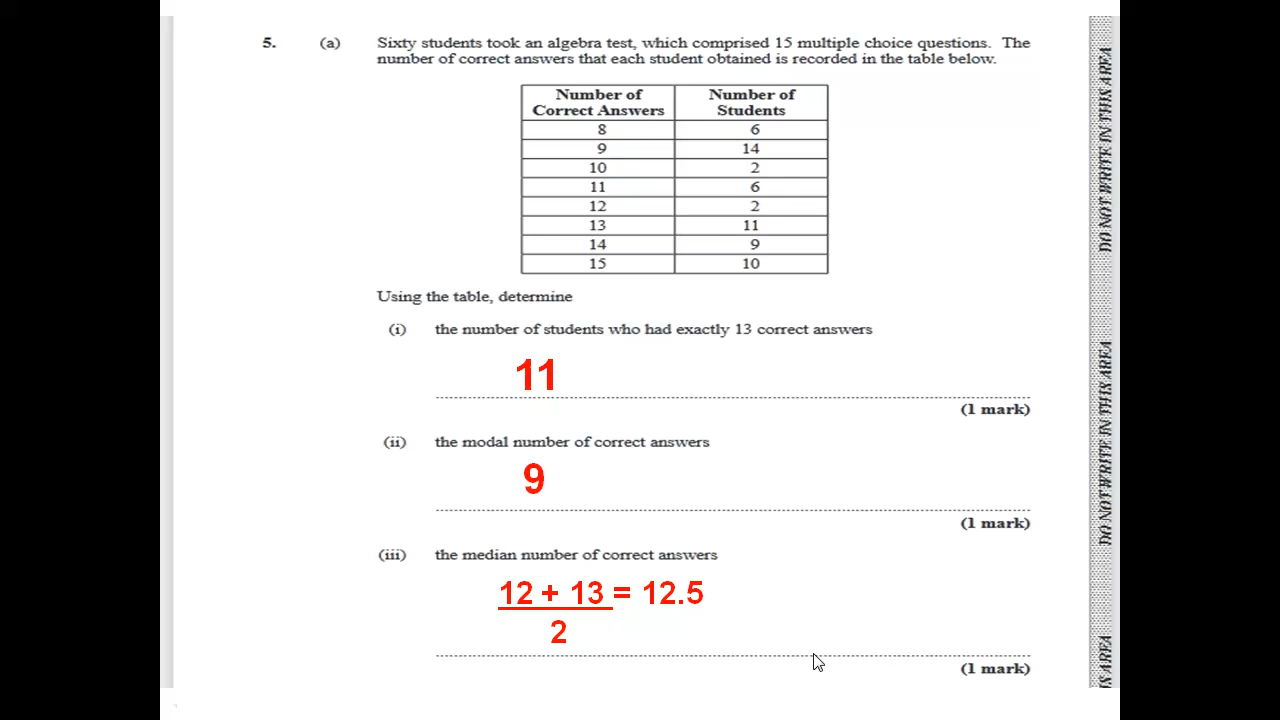 5. (a) Sixty students took an algebra test, which comprised 15 multiple choice questions. The
number of correct answers that each student obtained is recorded in the table below.
Number of Correct Answers Number of Students
8 6
9 14
10 2
11 6
12 2
13 11
14 9
15 10
Using the table, determine
(i) the number of students who had exactly 13 correct answers
11
(1 mark)
(ii) the modal number of correct answers
9
(1 mark)
(iii) the median number of correct answers
12 + 13 = 12.5
2
(1 mark)
DO NOT WRITE IN THIS AREA
DO NOT WRITE IN THIS AREA
IS AREA